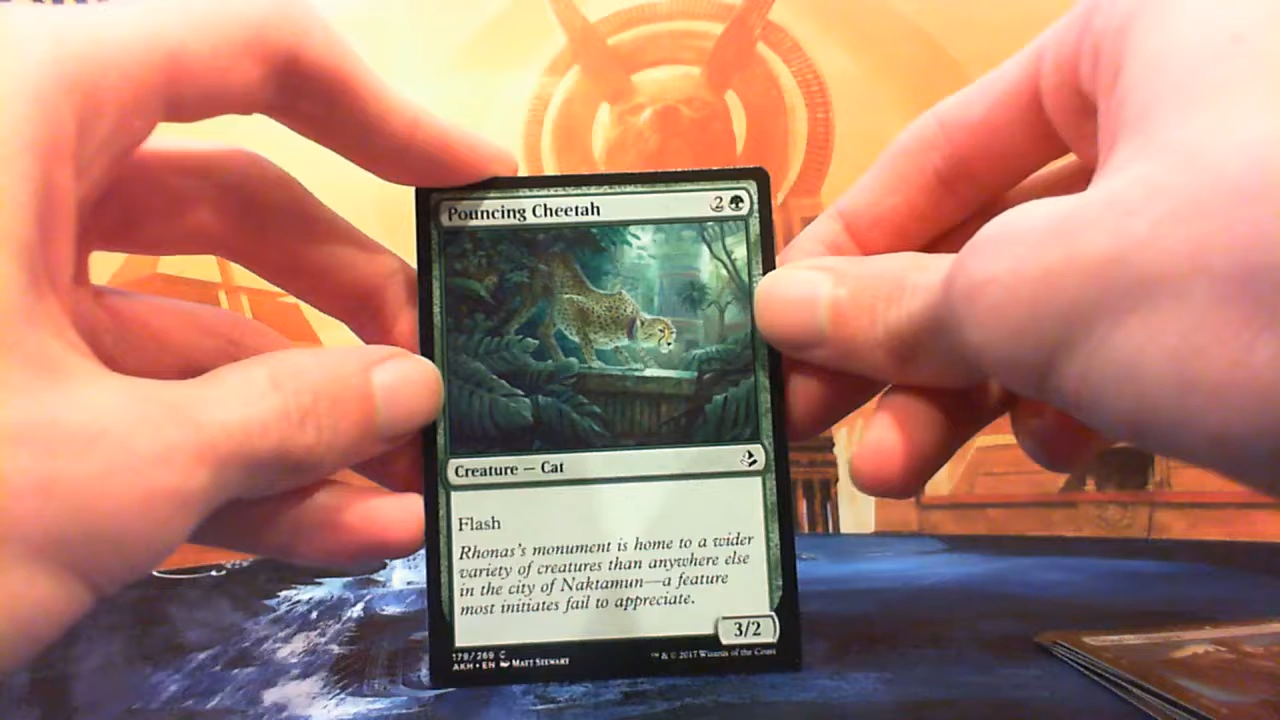 Pouncing Cheetah 2
Creature — Cat
Flash
Rhonas's monument is home to a wider
variety of creatures than anywhere else
in the city of Naktamun—a feature
most initiates fail to appreciate.
3/2
179/269 C
AKH • EN Matt Stewart
™ & © 2017 Wizards of the Coast